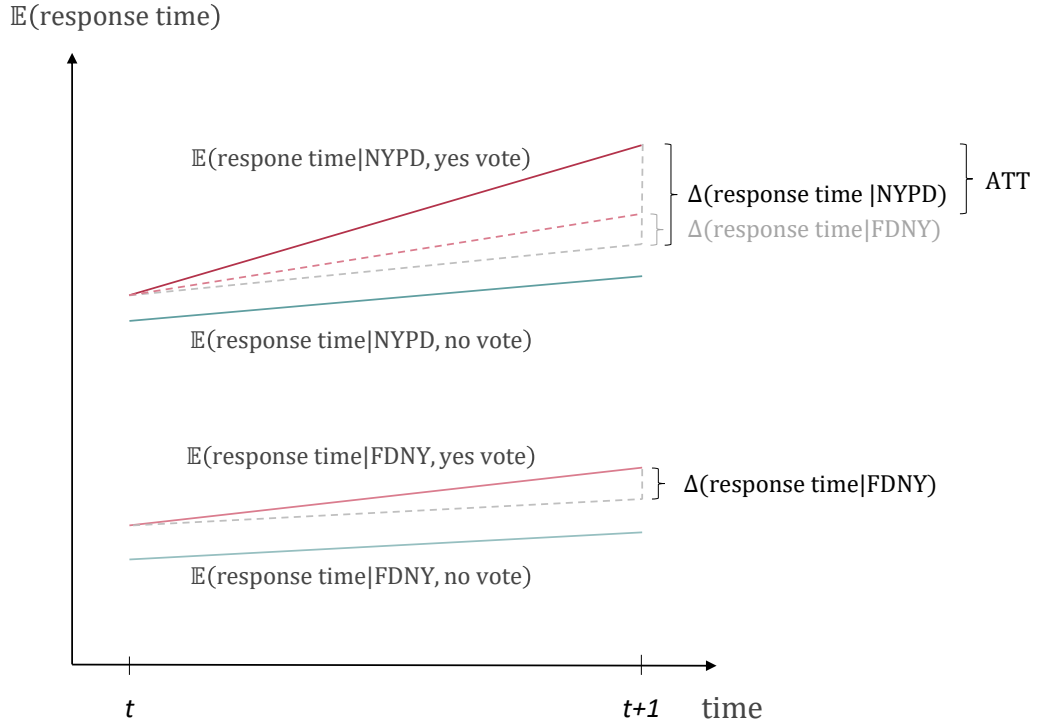 𝔼(response time)
𝔼(respone time|NYPD, yes vote)
ATT
Δ(response time |NYPD)
Δ(response time|FDNY)
𝔼(response time|NYPD, no vote)
𝔼(response time|FDNY, yes vote)
Δ(response time|FDNY)
𝔼(response time|FDNY, no vote)
t
t+1
time